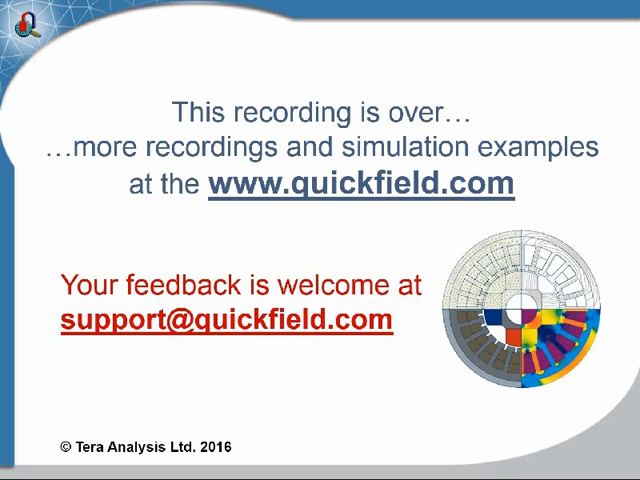 This recording is over…
…more recordings and simulation examples
at the www.quickfield.com
Your feedback is welcome at
support@quickfield.com
© Tera Analysis Ltd. 2016